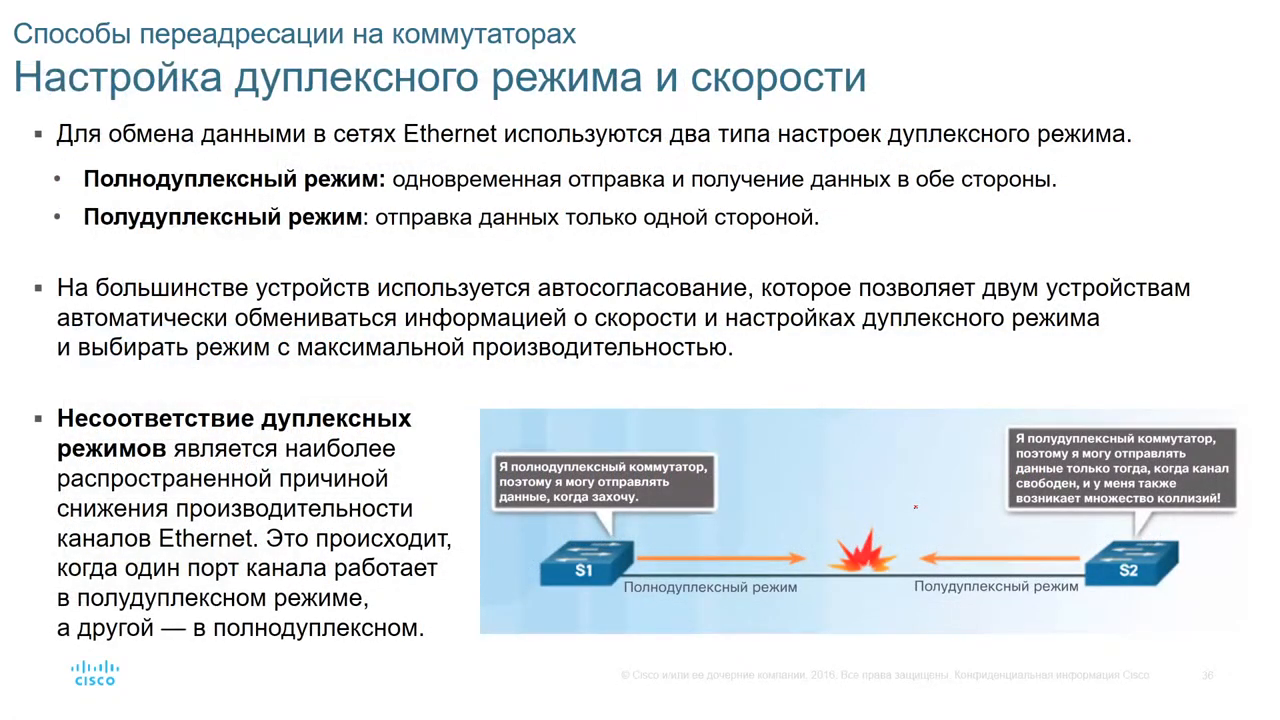 Способы переадресации на коммутаторах
Настройка дуплексного режима и скорости
▪ Для обмена данными в сетях Ethernet используются два типа настроек дуплексного режима.
• Полнодуплексный режим: одновременная отправка и получение данных в обе стороны.
• Полудуплексный режим: отправка данных только одной стороной.
▪ На большинстве устройств используется автосогласование, которое позволяет двум устройствам
автоматически обмениваться информацией о скорости и настройках дуплексного режима
и выбирать режим с максимальной производительностью.
▪ Несоответствие дуплексных
режимов является наиболее
распространенной причиной
снижения производительности
каналов Ethernet. Это происходит,
когда один порт канала работает
в полудуплексном режиме,
а другой — в полнодуплексном.
Я полнодуплексный коммутатор,
поэтому я могу отправлять
данные, когда захочу.
Я полудуплексный коммутатор,
поэтому я могу отправлять
данные только тогда, когда канал
свободен, и у меня также
возникает множество коллизий!
S1
S2
Полнодуплексный режим
Полудуплексный режим
CISCO
© Cisco и/или ее дочерние компании, 2016. Все права защищены. Конфиденциальная информация Cisco
36